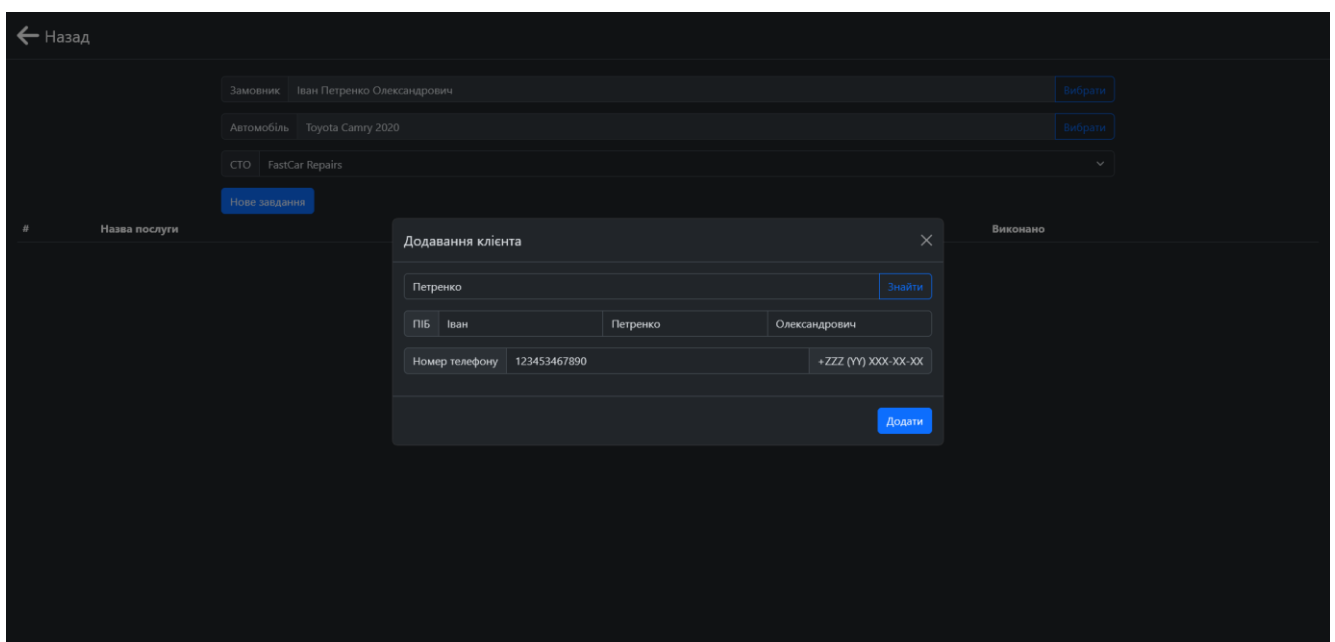 Назад
Замовник Іван Петренко Олександрович Вибрати
Автомобіль Toyota Camry 2020 Вибрати
СТО FastCar Repairs
Нове завдання
# Назва послуги Виконано
Додавання клієнта
Петренко Знайти
ПІБ Іван Петренко Олександрович
Номер телефону 123453467890 +ZZZ (YY) XXX-XX-XX
Додати